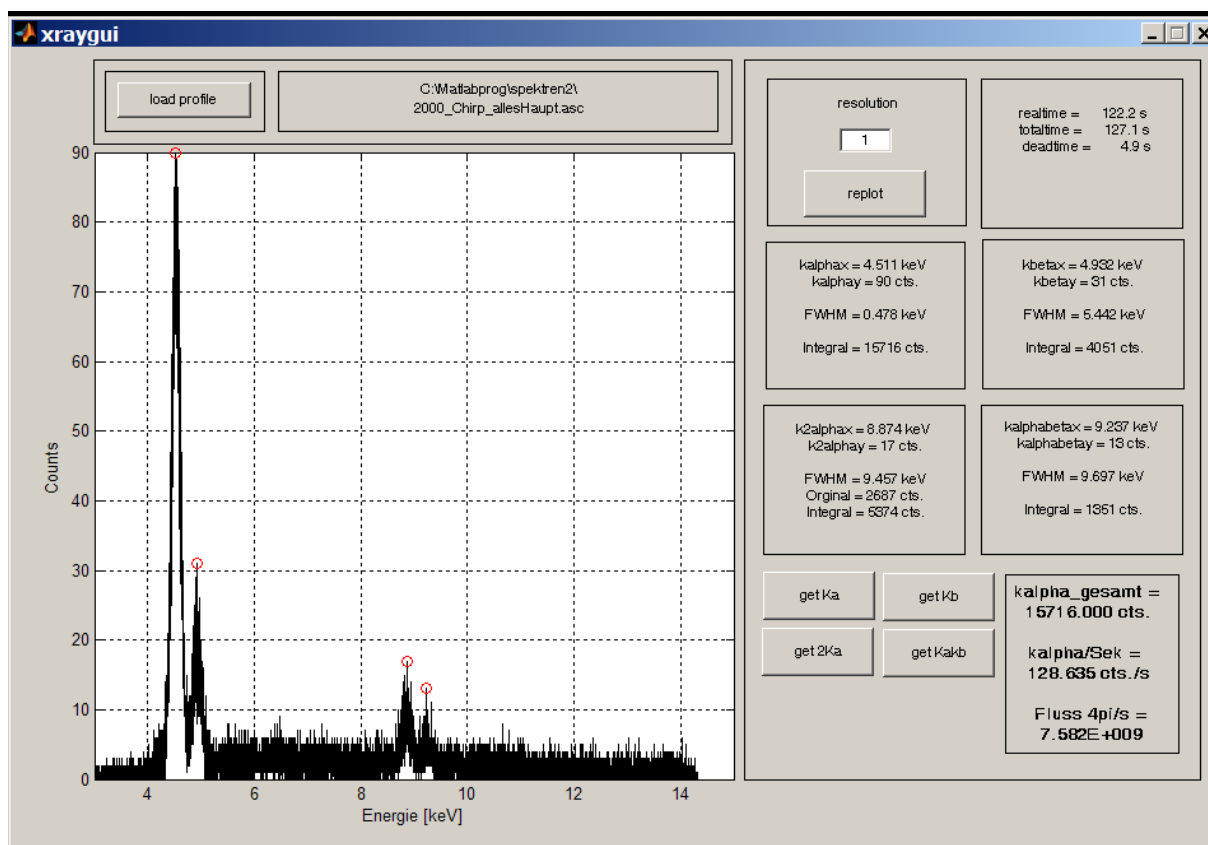 xraygui
load profile
C:\Matlabprog\spektren2\
2000_Chirp_allesHaupt.asc
resolution
1
replot
realtime = 122.2 s
totaltime = 127.1 s
deadtime = 4.9 s
90
80
70
60
50
40
30
20
10
0
Counts
4
6
8
10
12
14
Energie [keV]
kalphax = 4.511 keV
kalphay = 90 cts.
FWHM = 0.478 keV
Integral = 15716 cts.
kbetax = 4.932 keV
kbetay = 31 cts.
FWHM = 5.442 keV
Integral = 4051 cts.
k2alphax = 8.874 keV
k2alphay = 17 cts.
FWHM = 9.457 keV
Orginal = 2687 cts.
Integral = 5374 cts.
kalphabetax = 9.237 keV
kalphabetay = 13 cts.
FWHM = 9.697 keV
Integral = 1351 cts.
get Ka
get Kb
get 2Ka
get Kakb
kalpha_gesamt =
15716.000 cts.
kalpha/Sek =
128.635 cts./s
Fluss 4pi/s =
7.582E+009